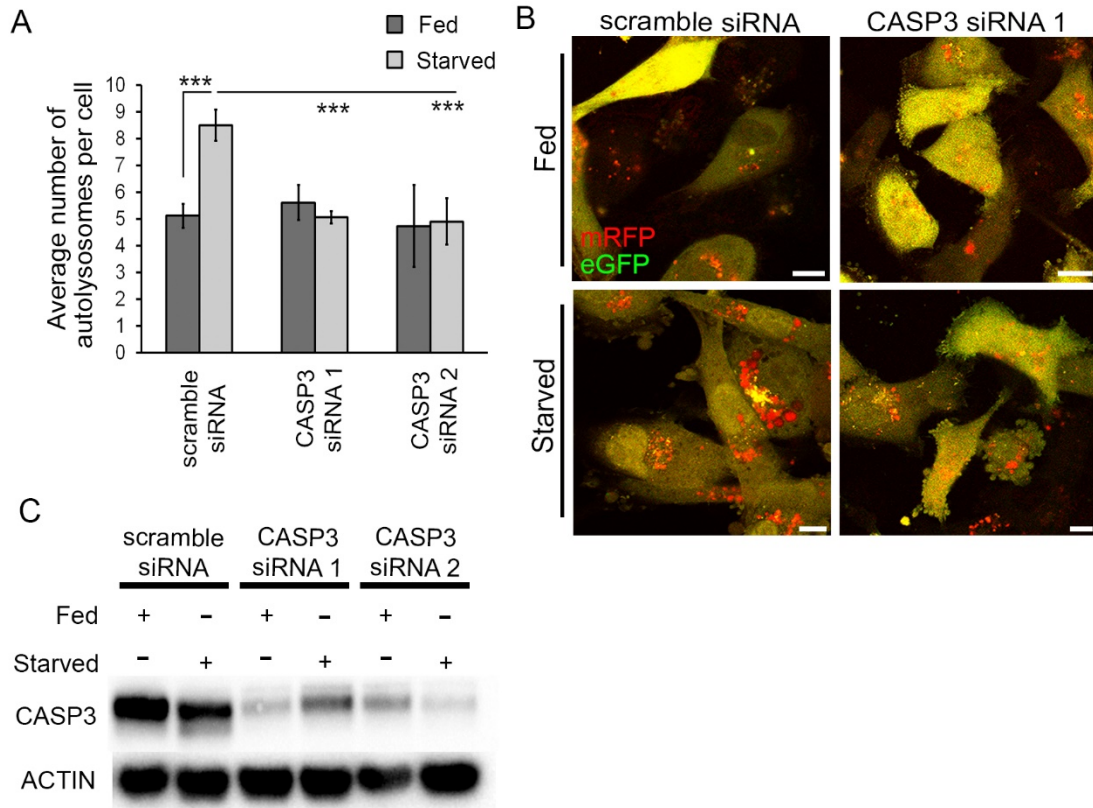 A
Fed
Starved
Average number of
autolysosomes per cell
10
9
8
7
6
5
4
3
2
1
0
***
***
***
scramble
siRNA
CASP3
siRNA 1
CASP3
siRNA 2
B
scramble siRNA
CASP3 siRNA 1
Fed
mRFP
eGFP
Starved
C
scramble
siRNA
CASP3
siRNA 1
CASP3
siRNA 2
Fed + - + - + -
Starved - + - + - +
CASP3
ACTIN